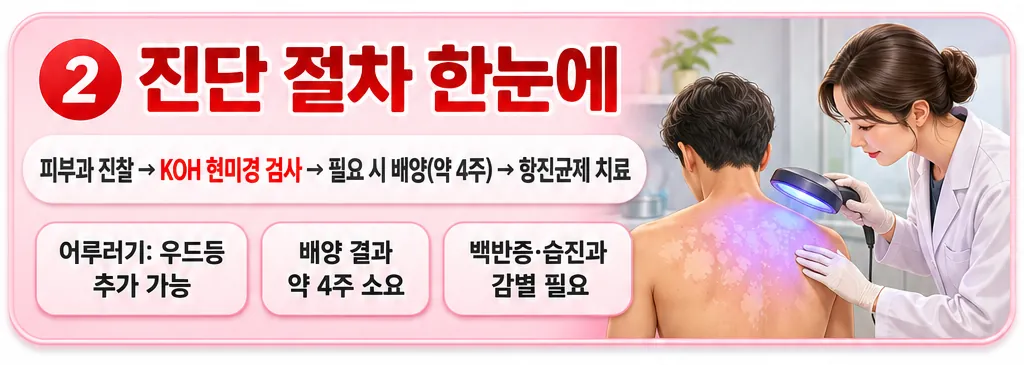 2 진단 절차 한눈에
피부과 진찰 → KOH 현미경 검사 → 필요 시 배양(약 4주) → 항진균제 치료
어루러기: 우드등
추가 가능
배양 결과
약 4주 소요
백반증·습진과
감별 필요